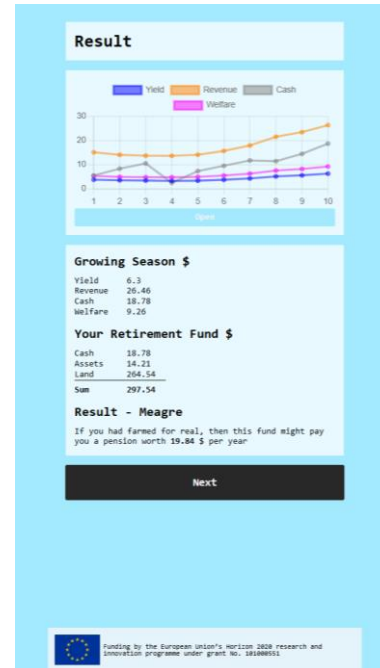 Result
Yield Revenue Cash
Welfare
30
20
10
0
1 2 3 4 5 6 7 8 9 10
Open
Growing Season $
Yield 6.3
Revenue 26.46
Cash 18.78
Welfare 9.26
Your Retirement Fund $
Cash 18.78
Assets 14.21
Land 264.54
Sum 297.54
Result - Meagre
If you had farmed for real, then this fund might pay
you a pension worth 19.84 $ per year
Next
Funding by the European Union's Horizon 2020 research and
innovation programme under grant No. 101000551